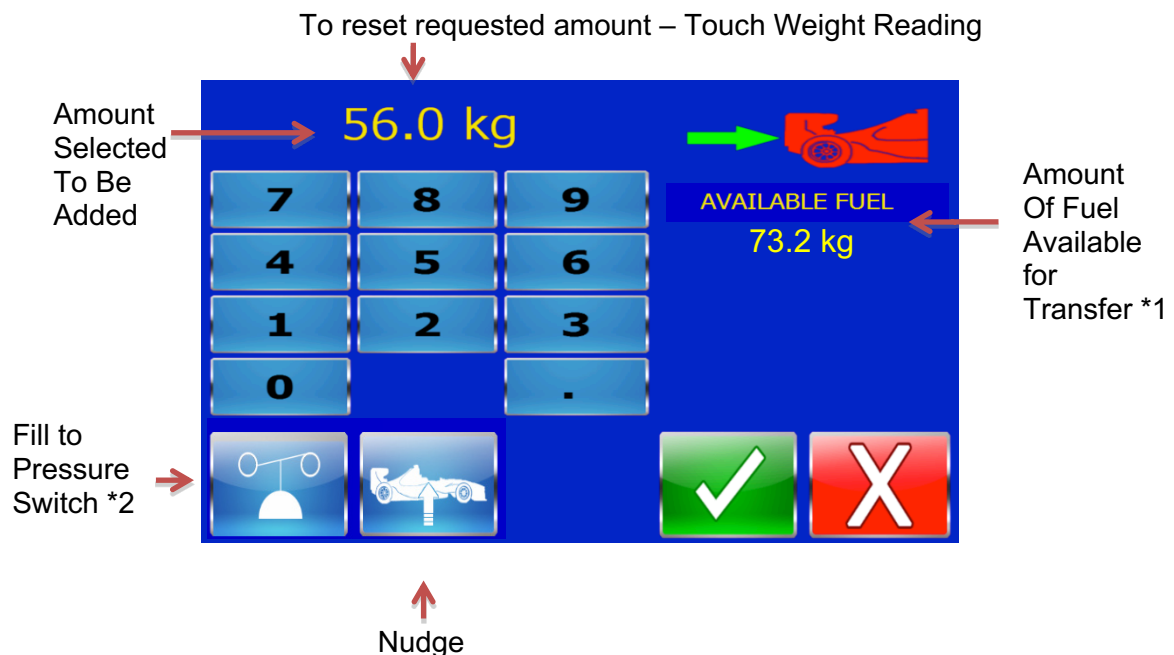 To reset requested amount – Touch Weight Reading
Amount
Selected
To Be
Added
56.0 kg
7 8 9
4 5 6
1 2 3
0 .
AVAILABLE FUEL
73.2 kg
Amount
Of Fuel
Available
for
Transfer *1
Fill to
Pressure
Switch *2
X
Nudge